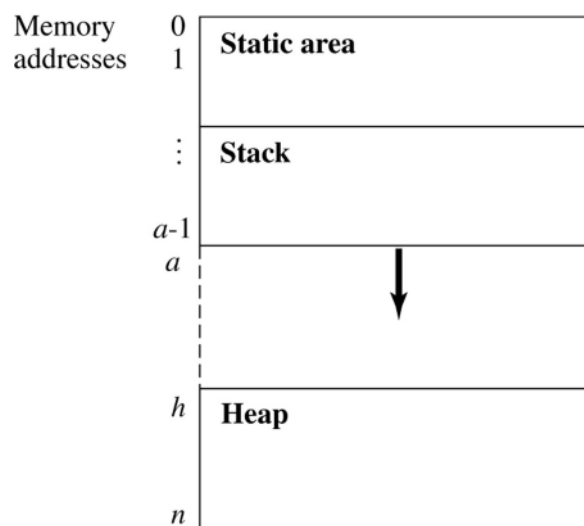 Memory
addresses
0
1
Static area
⋮
Stack
a-1
a
h
Heap
n